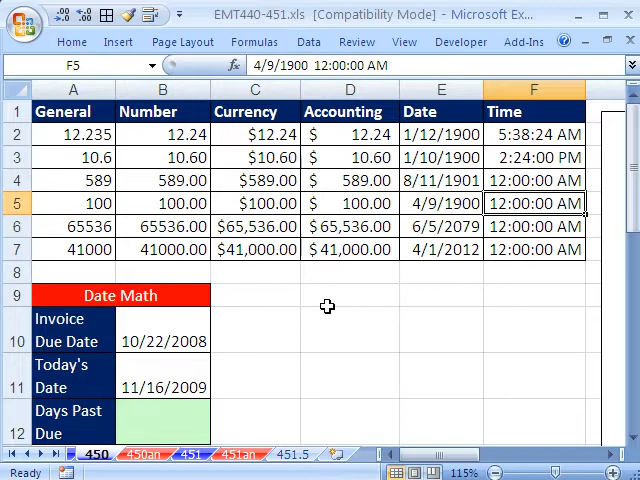 EMT440-451.xls [Compatibility Mode] - Microsoft Ex...
Home Insert Page Layout Formulas Data Review View Developer Add-Ins
F5 fx 4/9/1900 12:00:00 AM
A B C D E F
1 General Number Currency Accounting Date Time
2 12.235 12.24 $12.24 $ 12.24 1/12/1900 5:38:24 AM
3 10.6 10.60 $10.60 $ 10.60 1/10/1900 2:24:00 PM
4 589 589.00 $589.00 $ 589.00 8/11/1901 12:00:00 AM
5 100 100.00 $100.00 $ 100.00 4/9/1900 12:00:00 AM
6 65536 65536.00 $65,536.00 $65,536.00 6/5/2079 12:00:00 AM
7 41000 41000.00 $41,000.00 $41,000.00 4/1/2012 12:00:00 AM
8
9 Date Math
Invoice
10 Due Date 10/22/2008
Today's
11 Date 11/16/2009
Days Past
12 Due
450 450an 451 451an 451.5
Ready 115%